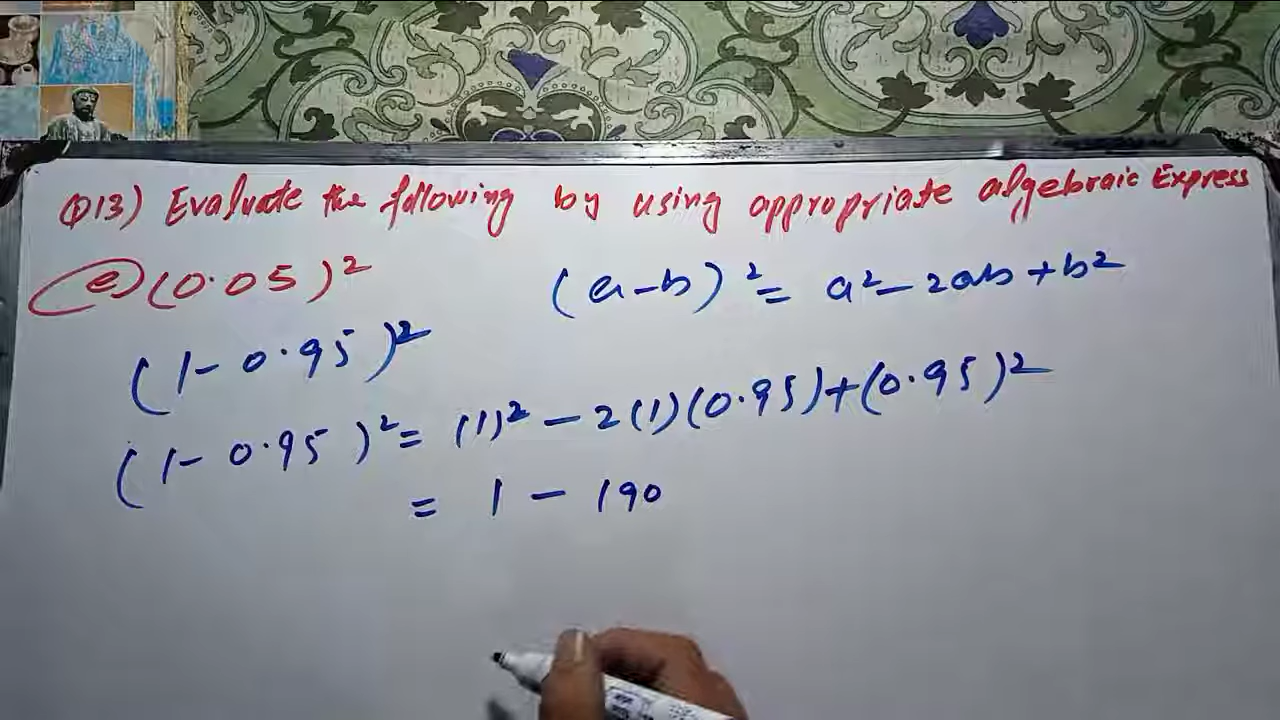 Q13) Evaluate the following by using appropriate algebraic Express
e) (0.05)²
(a-b)² = a² - 2ab + b²
(1 - 0.95)²
(1 - 0.95)² = (1)² - 2(1)(0.95) + (0.95)²
= 1 - 190